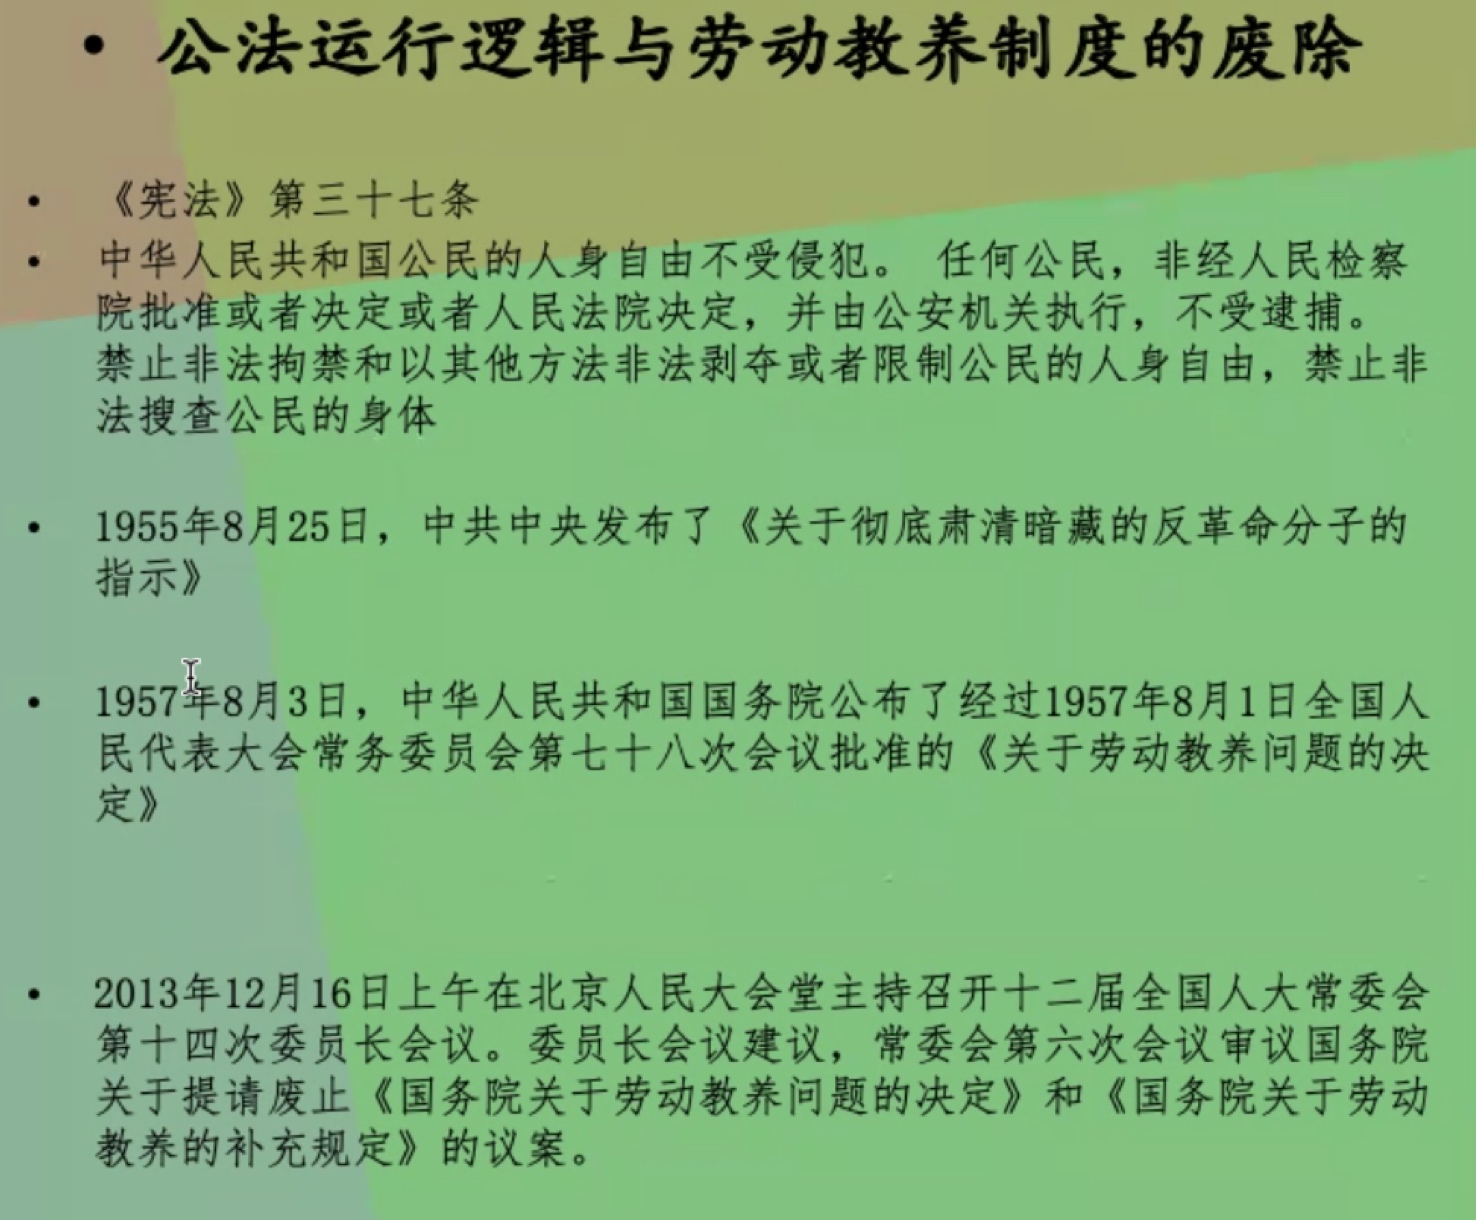 • 公法运行逻辑与劳动教养制度的废除
• 《宪法》第三十七条
• 中华人民共和国公民的人身自由不受侵犯。 任何公民，非经人民检察
院批准或者决定或者人民法院决定，并由公安机关执行，不受逮捕。
禁止非法拘禁和以其他方法非法剥夺或者限制公民的人身自由，禁止非
法搜查公民的身体
• 1955年8月25日，中共中央发布了《关于彻底肃清暗藏的反革命分子的
指示》
• 1957年8月3日，中华人民共和国国务院公布了经过1957年8月1日全国人
民代表大会常务委员会第七十八次会议批准的《关于劳动教养问题的决
定》
• 2013年12月16日上午在北京人民大会堂主持召开十二届全国人大常委会
第十四次委员长会议。委员长会议建议，常委会第六次会议审议国务院
关于提请废止《国务院关于劳动教养问题的决定》和《国务院关于劳动
教养的补充规定》的议案。